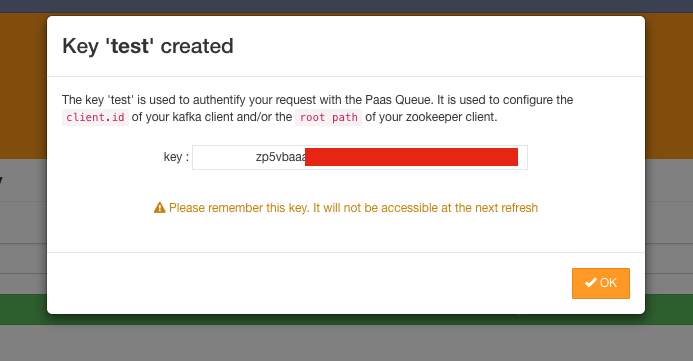 Key 'test' created
The key 'test' is used to authentify your request with the Paas Queue. It is used to configure the
client.id of your kafka client and/or the root path of your zookeeper client.
key : zp5vbaaa
Please remember this key. It will not be accessible at the next refresh
OK